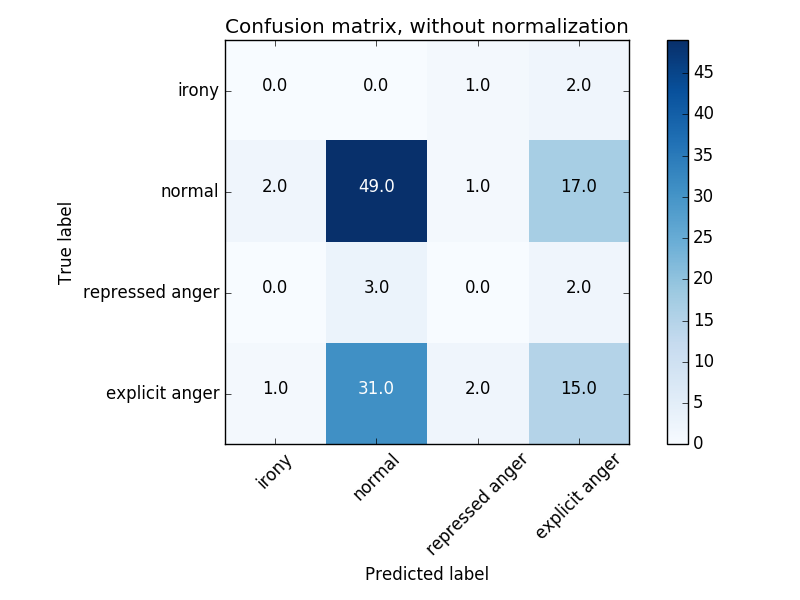 Confusion matrix, without normalization
True label
irony 0.0 0.0 1.0 2.0
normal 2.0 49.0 1.0 17.0
repressed anger 0.0 3.0 0.0 2.0
explicit anger 1.0 31.0 2.0 15.0
irony normal repressed anger explicit anger
Predicted label
45
40
35
30
25
20
15
10
5
0